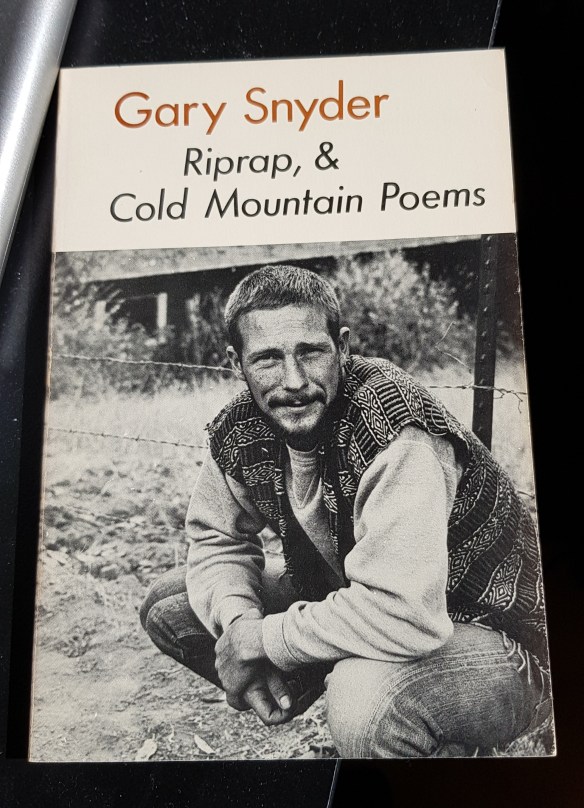 Gary Snyder
Riprap, &
Cold Mountain Poems